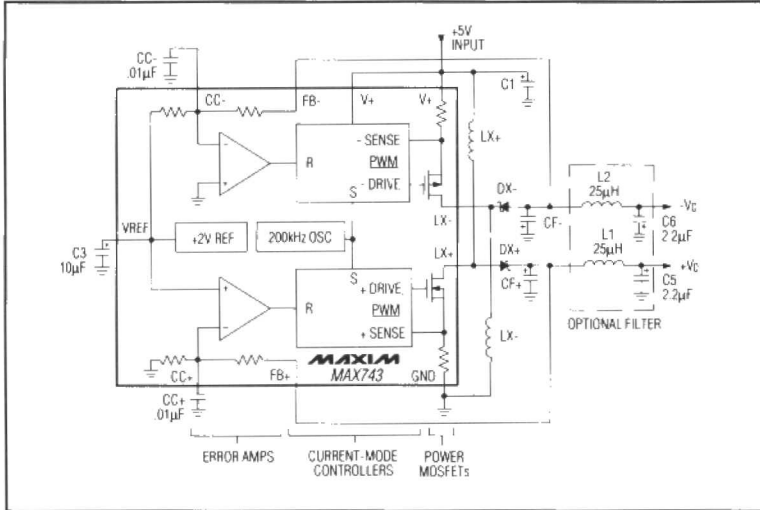 +5V
INPUT
CC-
.01µF
CC-
FB-
V+
V+
C1
- SENSE
PWM
- DRIVE
R
S
LX+
LX-
DX-
CF-
L2
25µH
-VC
C6
2.2µF
VREF
+2V REF
200kHz OSC
C3
10µF
LX+
DX+
CF+
L1
25µH
+VC
C5
2.2µF
OPTIONAL FILTER
S
+ DRIVE
PWM
+ SENSE
R
LX-
MAXIM
MAX743
CC+
FB+
GND
CC+
.01µF
ERROR AMPS
CURRENT-MODE
CONTROLLERS
POWER
MOSFETs